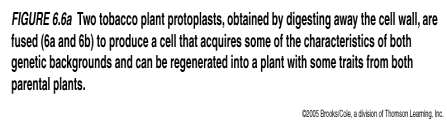 FIGURE 6.6a Two tobacco plant protoplasts, obtained by digesting away the cell wall, are
fused (6a and 6b) to produce a cell that acquires some of the characteristics of both
genetic backgrounds and can be regenerated into a plant with some traits from both
parental plants.
©2005 Brooks/Cole, a division of Thomson Learning, Inc